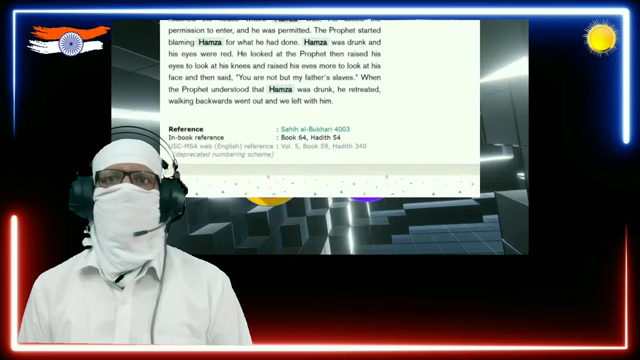 permission to enter, and he was permitted. The Prophet started
blaming Hamza for what he had done. Hamza was drunk and
his eyes were red. He looked at the Prophet then raised his
eyes to look at his knees and raised his eves more to look at his
face and then said, "You are not but my father's slaves." When
the Prophet understood that Hamza was drunk, he retreated,
walking backwards went out and we left with him.
Reference : Sahih al-Bukhari 4003
In-book reference : Book 64, Hadith 54
USC-MSA web (English) reference : Vol. 5, Book 59, Hadith 340
(deprecated numbering scheme)